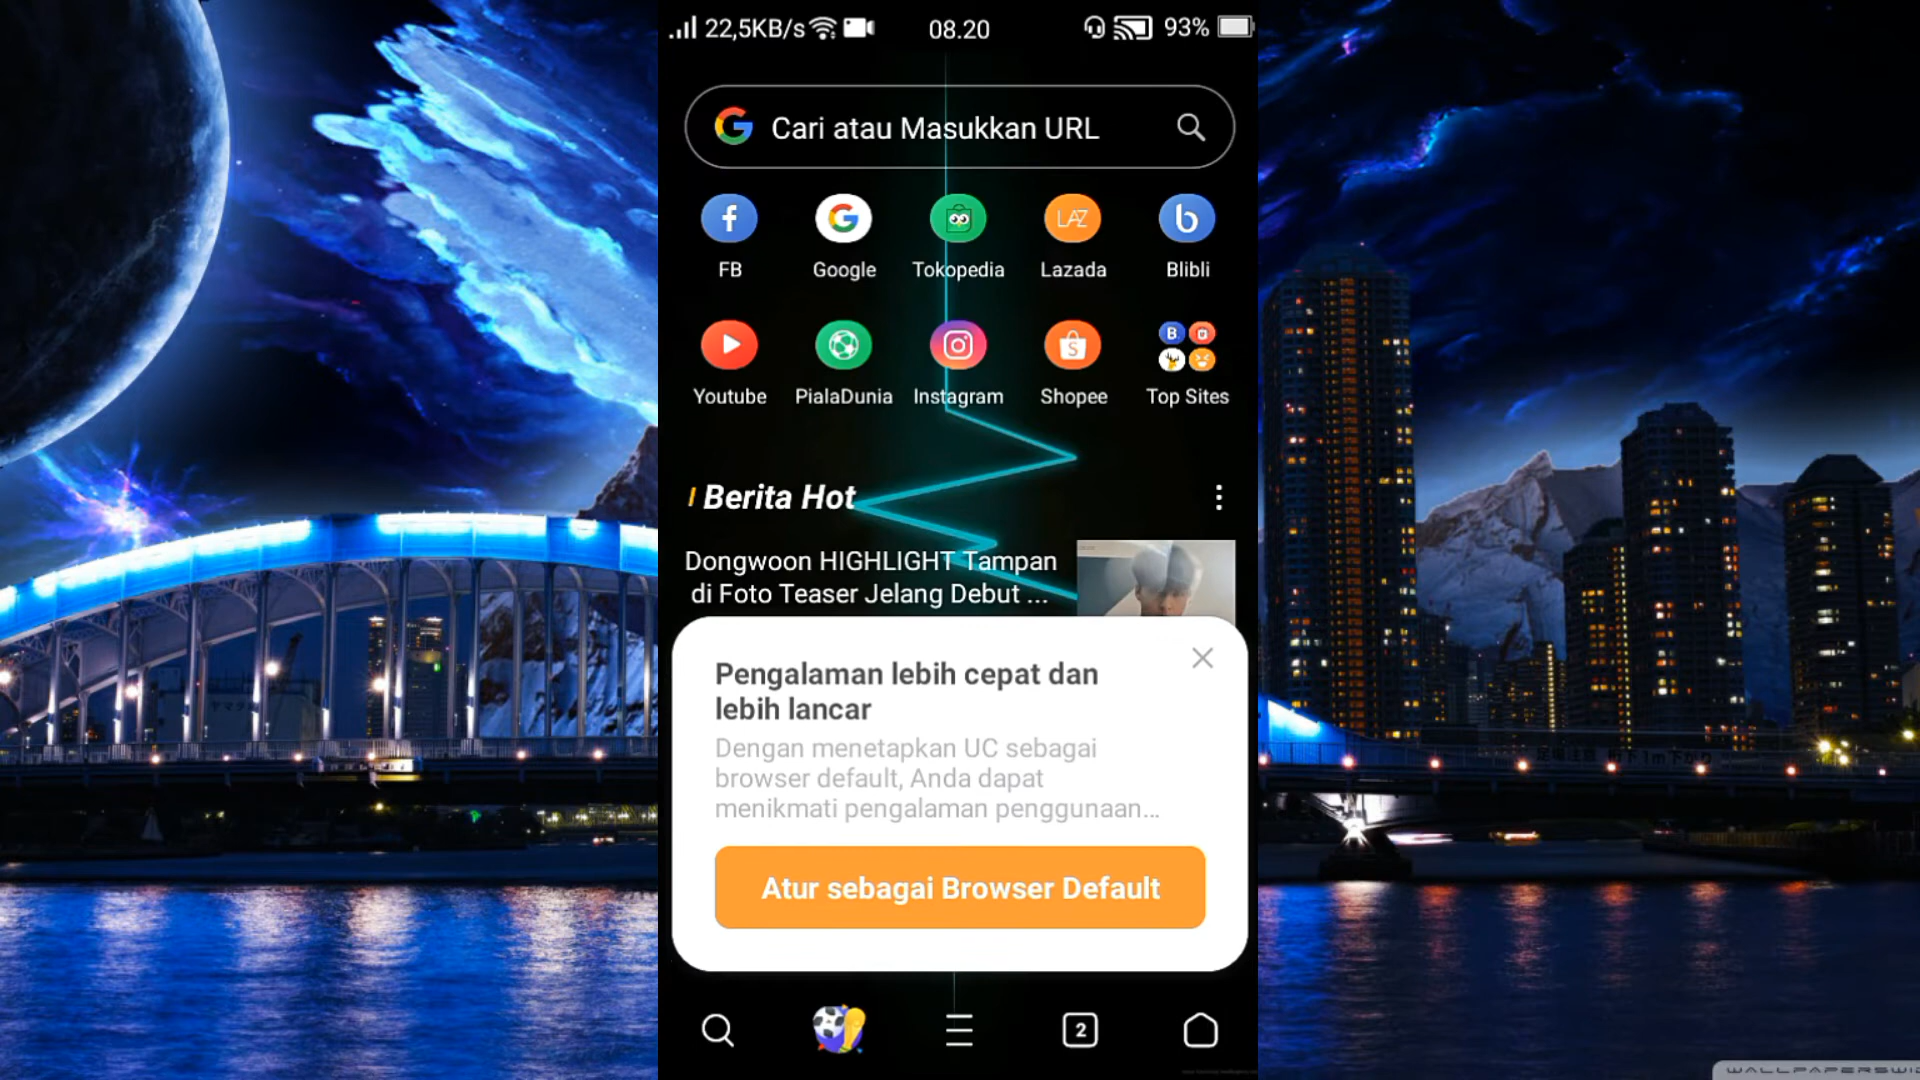 22,5KB/s 08.20 93%
Cari atau Masukkan URL
FB Google Tokopedia Lazada Blibli
Youtube PialaDunia Instagram Shopee Top Sites
Berita Hot
Dongwoon HIGHLIGHT Tampan
di Foto Teaser Jelang Debut ...
Pengalaman lebih cepat dan
lebih lancar
Dengan menetapkan UC sebagai
browser default, Anda dapat
menikmati pengalaman penggunaan...
Atur sebagai Browser Default
2